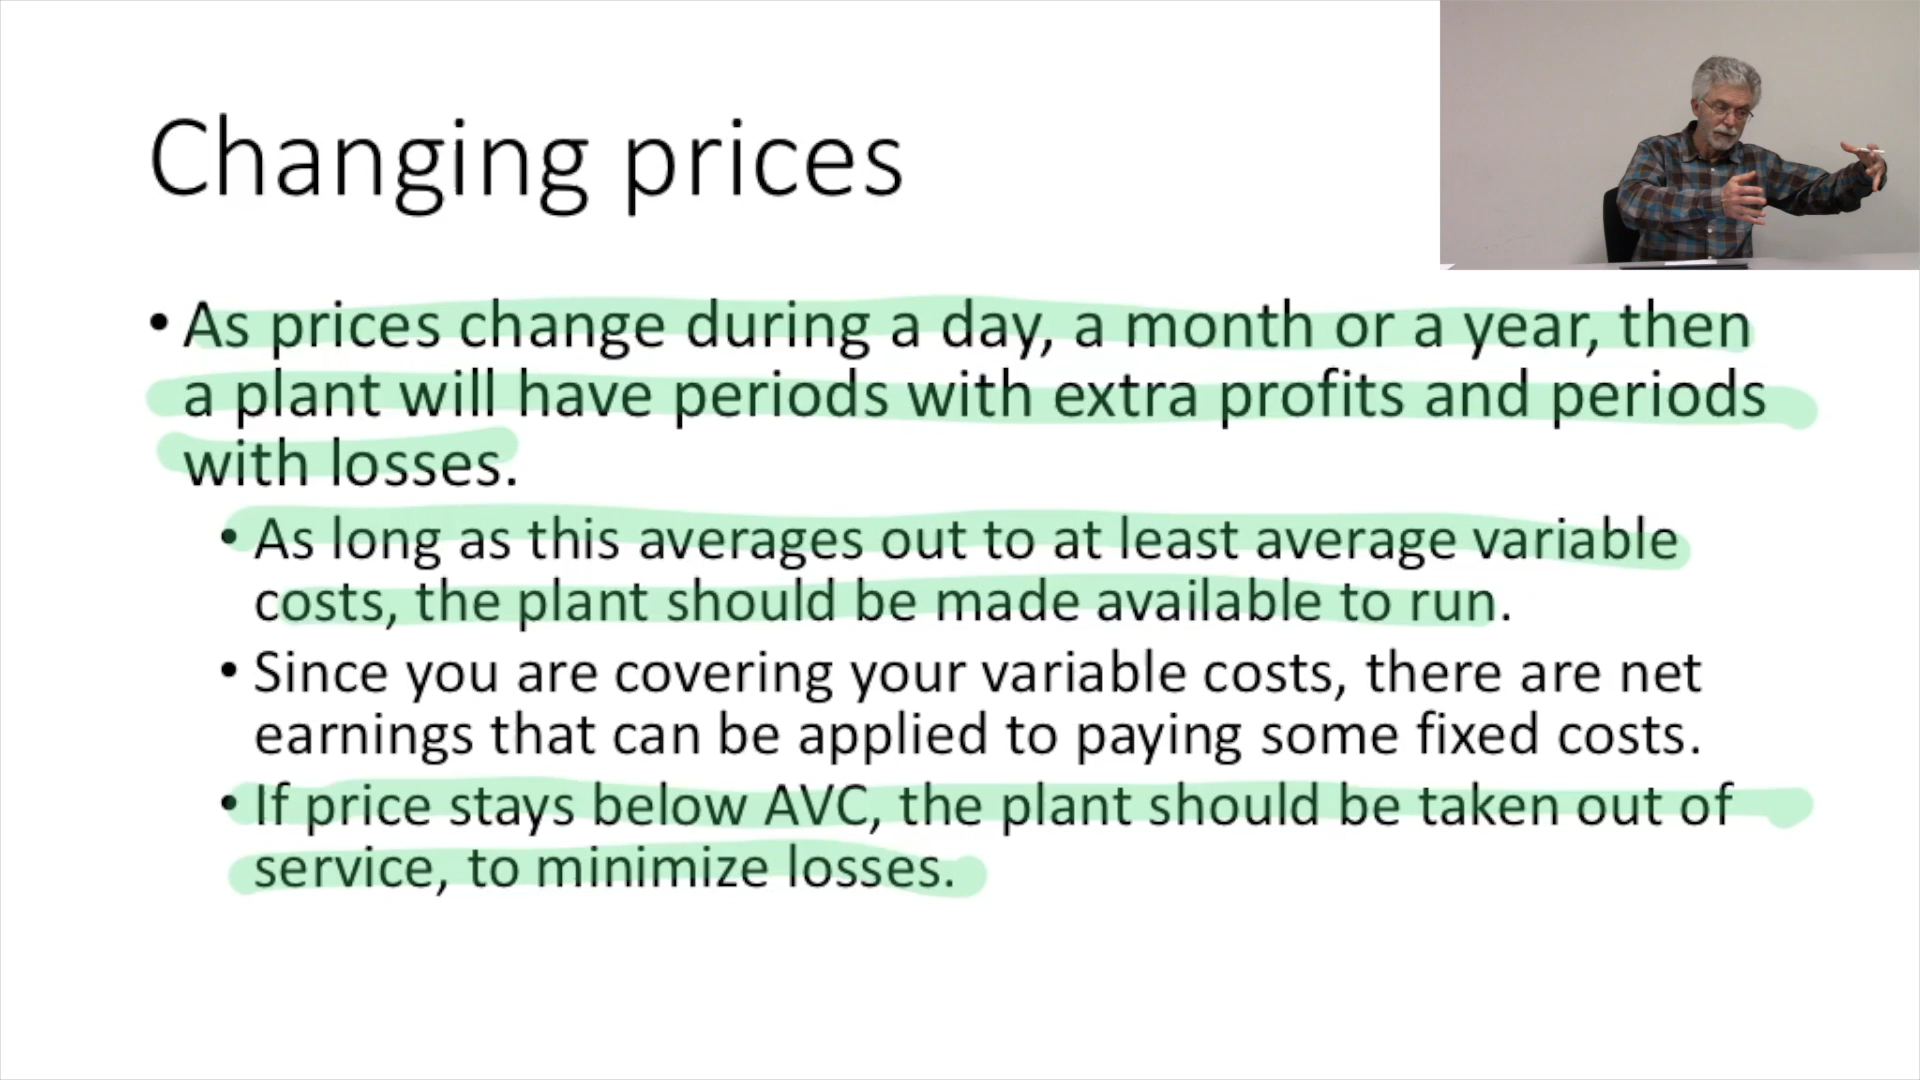 Changing prices
• As prices change during a day, a month or a year, then
a plant will have periods with extra profits and periods
with losses.
• As long as this averages out to at least average variable
costs, the plant should be made available to run.
• Since you are covering your variable costs, there are net
earnings that can be applied to paying some fixed costs.
• If price stays below AVC, the plant should be taken out of
service, to minimize losses.